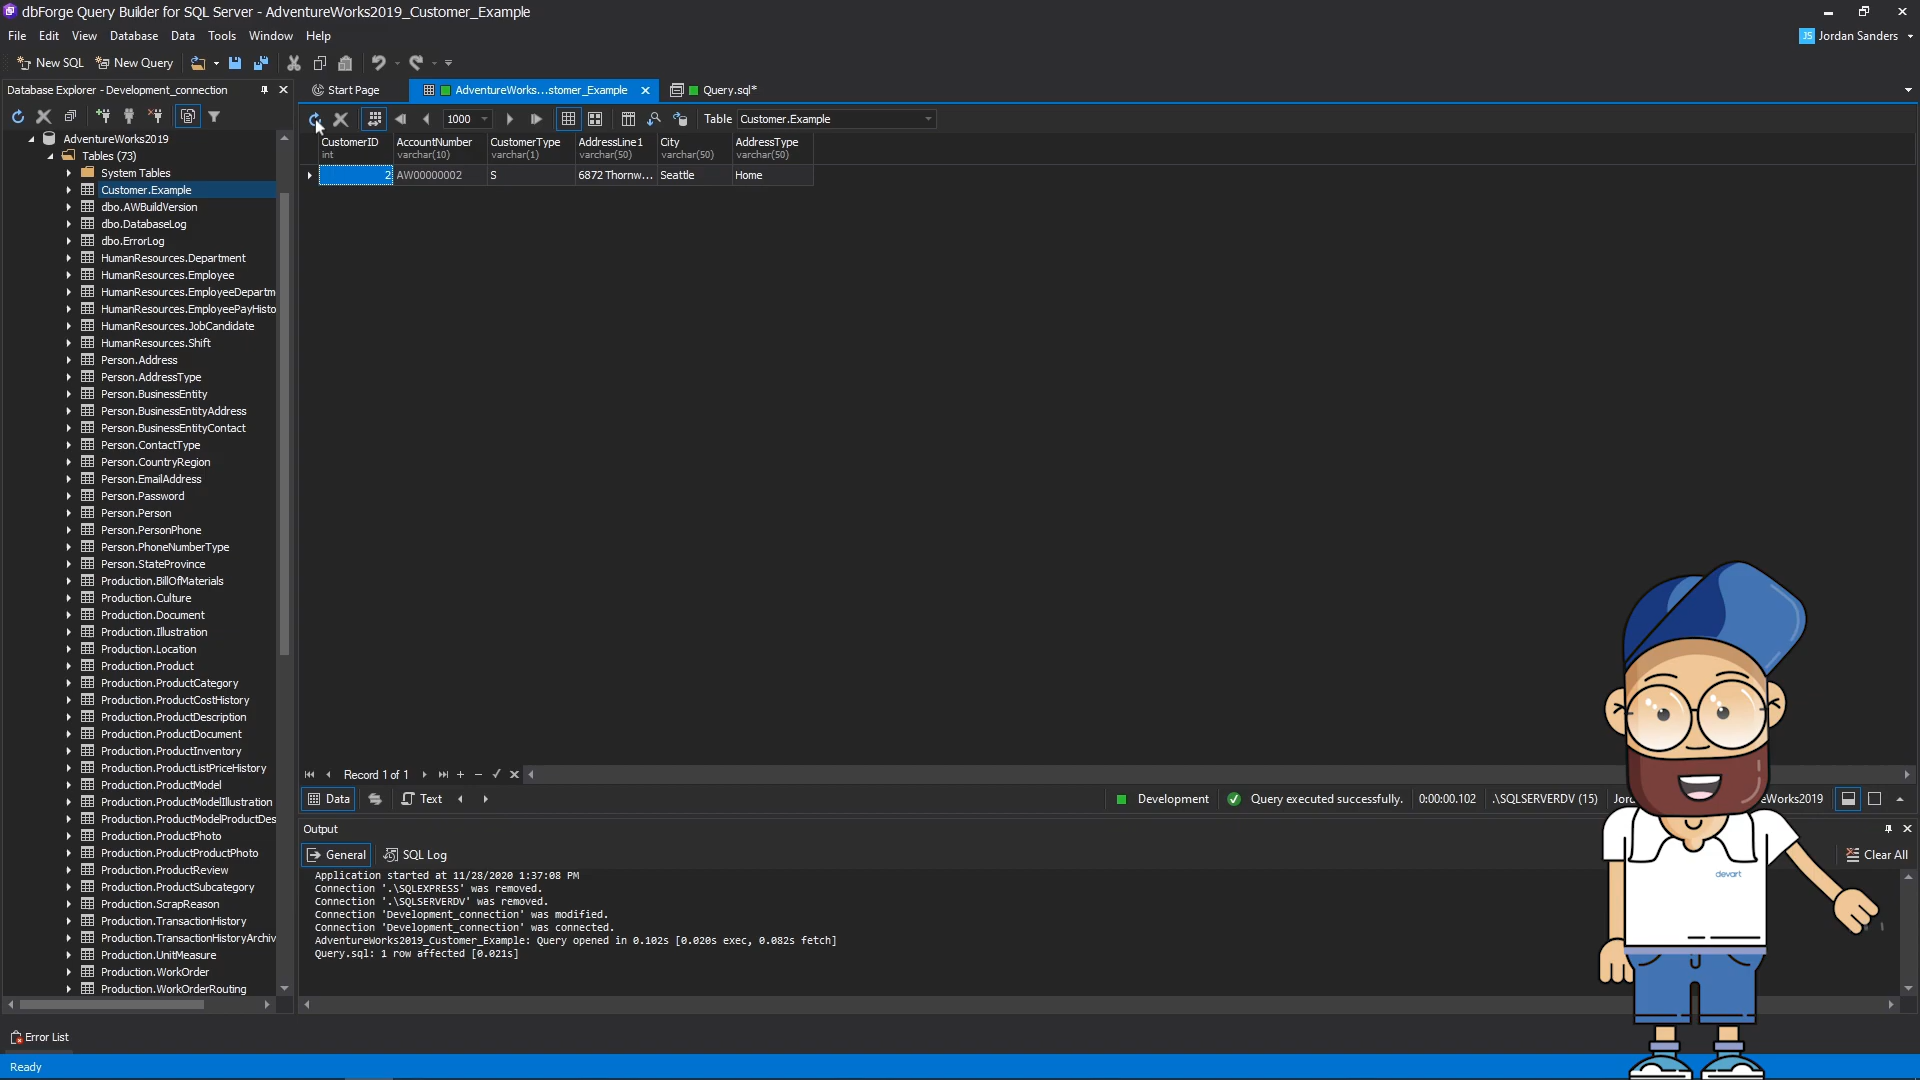 dbForge Query Builder for SQL Server - AdventureWorks2019_Customer_Example
File Edit View Database Data Tools Window Help
JS Jordan Sanders
New SQL New Query
Database Explorer - Development_connection
Start Page AdventureWorks...stomer_Example Query.sql*
1000 Table Customer.Example
AdventureWorks2019
Tables (73)
System Tables
Customer.Example
dbo.AWBuildVersion
dbo.DatabaseLog
dbo.ErrorLog
HumanResources.Department
HumanResources.Employee
HumanResources.EmployeeDepartm
HumanResources.EmployeePayHisto
HumanResources.JobCandidate
HumanResources.Shift
Person.Address
Person.AddressType
Person.BusinessEntity
Person.BusinessEntityAddress
Person.BusinessEntityContact
Person.ContactType
Person.CountryRegion
Person.EmailAddress
Person.Password
Person.Person
Person.PersonPhone
Person.PhoneNumberType
Person.StateProvince
Production.BillOfMaterials
Production.Culture
Production.Document
Production.Illustration
Production.Location
Production.Product
Production.ProductCategory
Production.ProductCostHistory
Production.ProductDescription
Production.ProductDocument
Production.ProductInventory
Production.ProductListPriceHistory
Production.ProductModel
Production.ProductModelIllustration
Production.ProductModelProductDes
Production.ProductPhoto
Production.ProductProductPhoto
Production.ProductReview
Production.ProductSubcategory
Production.ScrapReason
Production.TransactionHistory
Production.TransactionHistoryArchiv
Production.UnitMeasure
Production.WorkOrder
Production.WorkOrderRouting
CustomerID AccountNumber CustomerType AddressLine1 City AddressType
int varchar(10) varchar(1) varchar(50) varchar(50) varchar(50)
2 AW00000002 S 6872 Thornw... Seattle Home
Record 1 of 1
Data Text Development Query executed successfully. 0:00:00.102 .\SQLSERVERDV (15) Jord eWorks2019
Output
General SQL Log Clear All
Application started at 11/28/2020 1:37:08 PM
Connection '.\SQLEXPRESS' was removed.
Connection '.\SQLSERVERDV' was removed.
Connection 'Development_connection' was modified.
Connection 'Development_connection' was connected.
AdventureWorks2019_Customer_Example: Query opened in 0.102s [0.020s exec, 0.082s fetch]
Query.sql: 1 row affected [0.021s]
devart
Error List
Ready